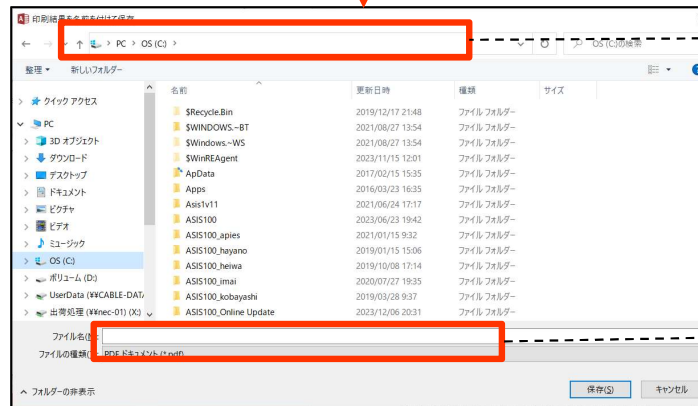 印刷結果を名前を付けて保存
PC > OS (C:) >
OS (C:)の検索
整理 新しいフォルダー
名前 更新日時 種類 サイズ
クイック アクセス
PC
3D オブジェクト
ダウンロード
デスクトップ
ドキュメント
ピクチャ
ビデオ
ミュージック
OS (C:)
ボリューム (D:)
UserData (¥¥CABLE-DATA
出荷処理 (¥¥nec-01) (X:)
$Recycle.Bin 2019/12/17 21:48 ファイル フォルダー
$WINDOWS.~BT 2021/08/27 13:54 ファイル フォルダー
$Windows.~WS 2021/08/27 13:54 ファイル フォルダー
$WinREAgent 2023/11/15 12:01 ファイル フォルダー
ApData 2017/02/15 15:35 ファイル フォルダー
Apps 2016/03/23 16:35 ファイル フォルダー
Asis1v11 2021/06/24 17:17 ファイル フォルダー
ASIS100 2023/06/23 19:42 ファイル フォルダー
ASIS100_apies 2021/01/15 9:32 ファイル フォルダー
ASIS100_hayano 2019/01/15 15:06 ファイル フォルダー
ASIS100_heiwa 2019/10/08 17:14 ファイル フォルダー
ASIS100_imai 2020/07/27 19:35 ファイル フォルダー
ASIS100_kobayashi 2019/03/28 9:37 ファイル フォルダー
ASIS100_Online Update 2023/12/06 20:31 ファイル フォルダー
ファイル名(N):
ファイルの種類(T): PDF ドキュメント (*.pdf)
フォルダーの非表示
保存(S) キャンセル